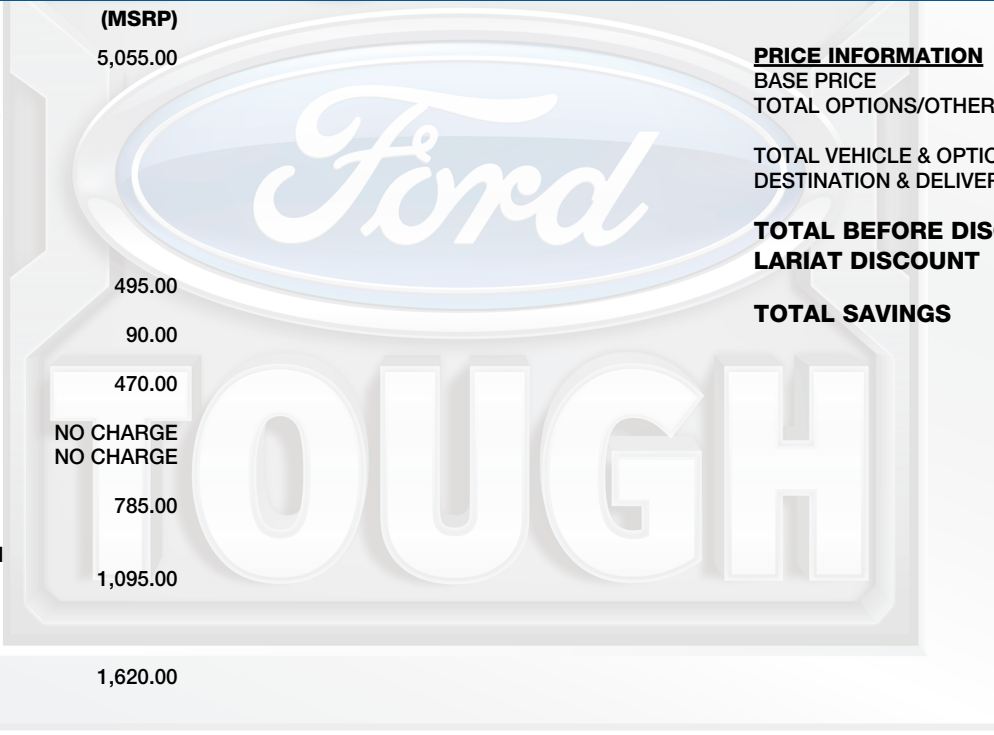 (MSRP)
5,055.00
495.00
90.00
470.00
NO CHARGE
NO CHARGE
785.00
1,095.00
1,620.00
PRICE INFORMATION
BASE PRICE
TOTAL OPTIONS/OTHER
TOTAL VEHICLE & OPTIO
DESTINATION & DELIVER
TOTAL BEFORE DISC
LARIAT DISCOUNT
TOTAL SAVINGS
Ford
TOUGH